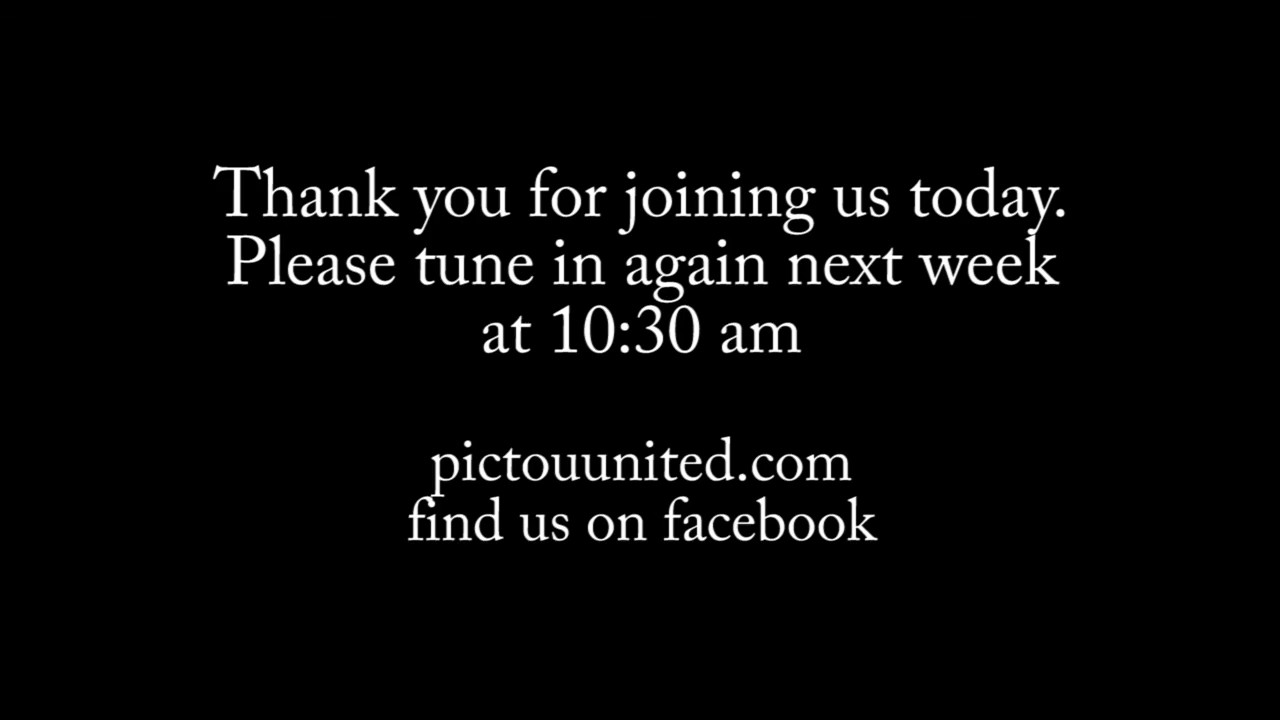 Thank you for joining us today.
Please tune in again next week
at 10:30 am
pictouunited.com
find us on facebook